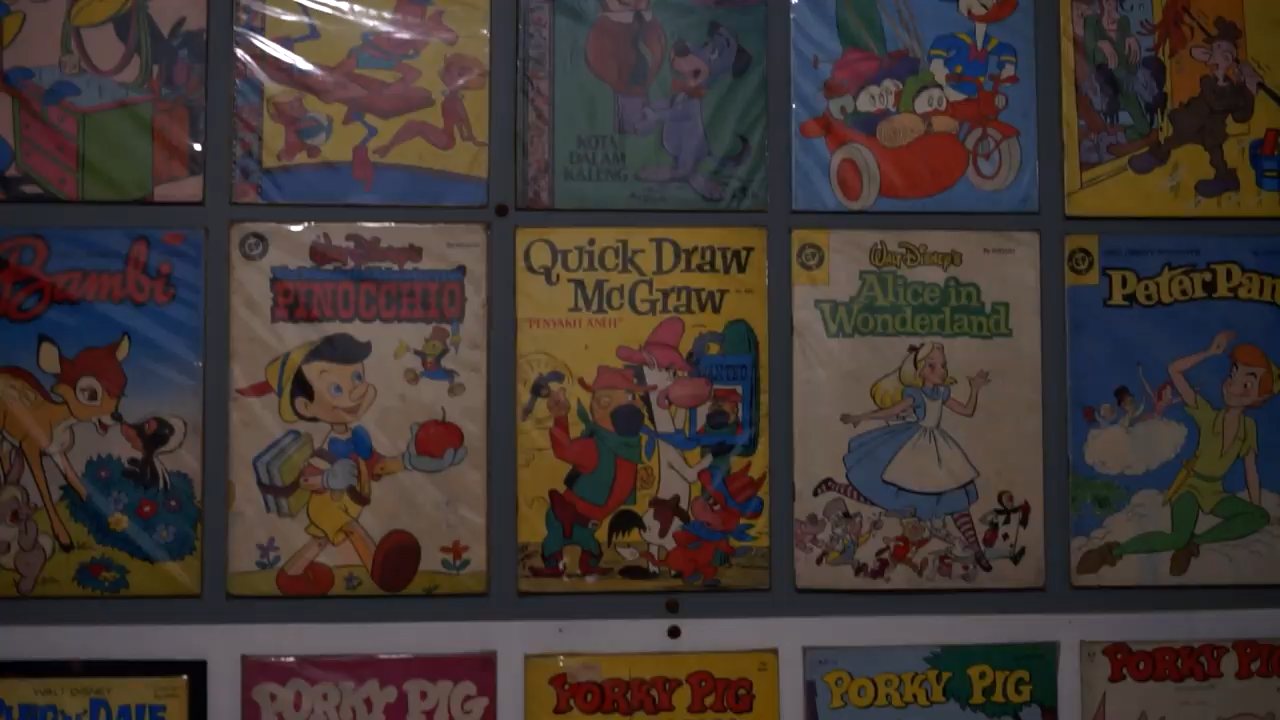 KOTA
DALAM
KALENG
Bambi
Walt Disney's
PINOCCHIO
Quick Draw
McGraw
"PENYAKIT ANEH"
WANTED
Walt Disney's
Alice in
Wonderland
Peter Pan
WALT DISNEY
PORKY PIG
PORKY PIG
PORKY PIG
PORKY PIG